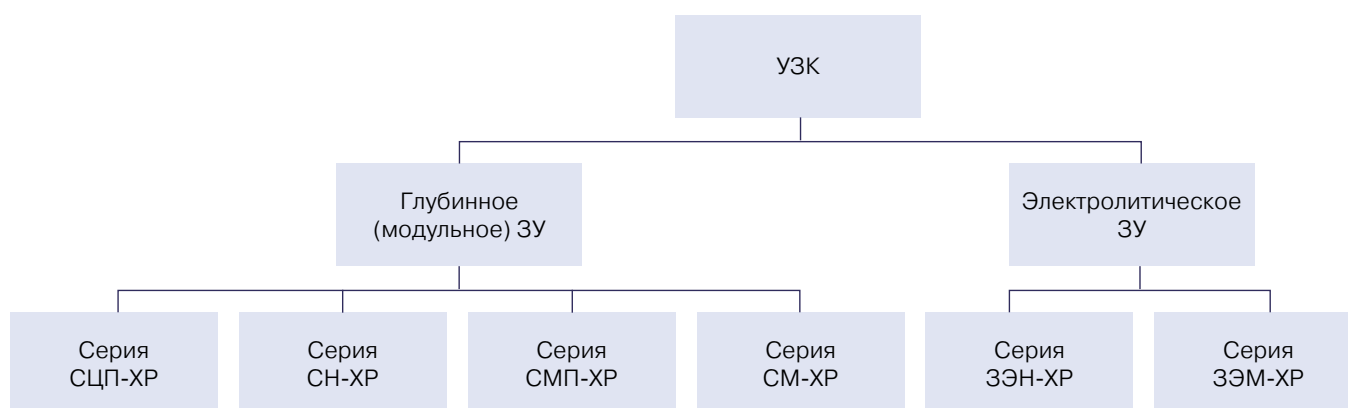 УЗК
Глубинное
(модульное) ЗУ
Электролитическое
ЗУ
Серия
СЦП-ХР
Серия
СН-ХР
Серия
СМП-ХР
Серия
СМ-ХР
Серия
ЗЭН-ХР
Серия
ЗЭМ-ХР